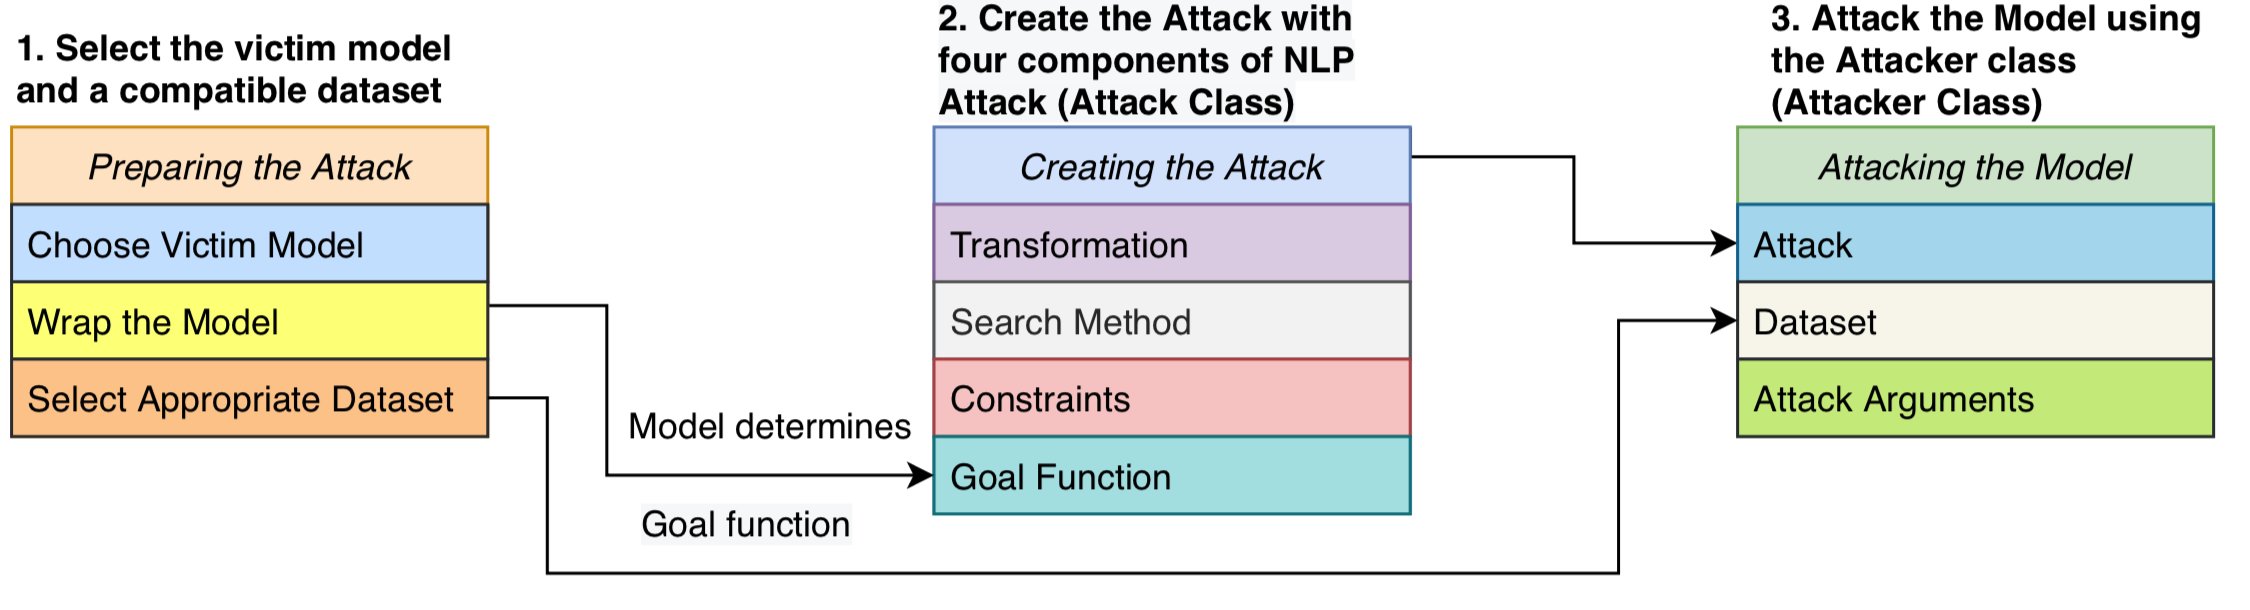 1. Select the victim model
and a compatible dataset
Preparing the Attack
Choose Victim Model
Wrap the Model
Select Appropriate Dataset
Model determines
Goal function
2. Create the Attack with
four components of NLP
Attack (Attack Class)
Creating the Attack
Transformation
Search Method
Constraints
Goal Function
3. Attack the Model using
the Attacker class
(Attacker Class)
Attacking the Model
Attack
Dataset
Attack Arguments